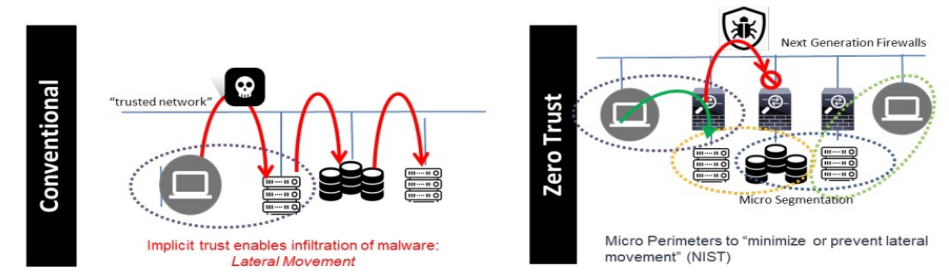 Conventional
“trusted network”
Implicit trust enables infiltration of malware:
Lateral Movement
Zero Trust
Next Generation Firewalls
Micro Segmentation
Micro Perimeters to “minimize or prevent lateral
movement” (NIST)